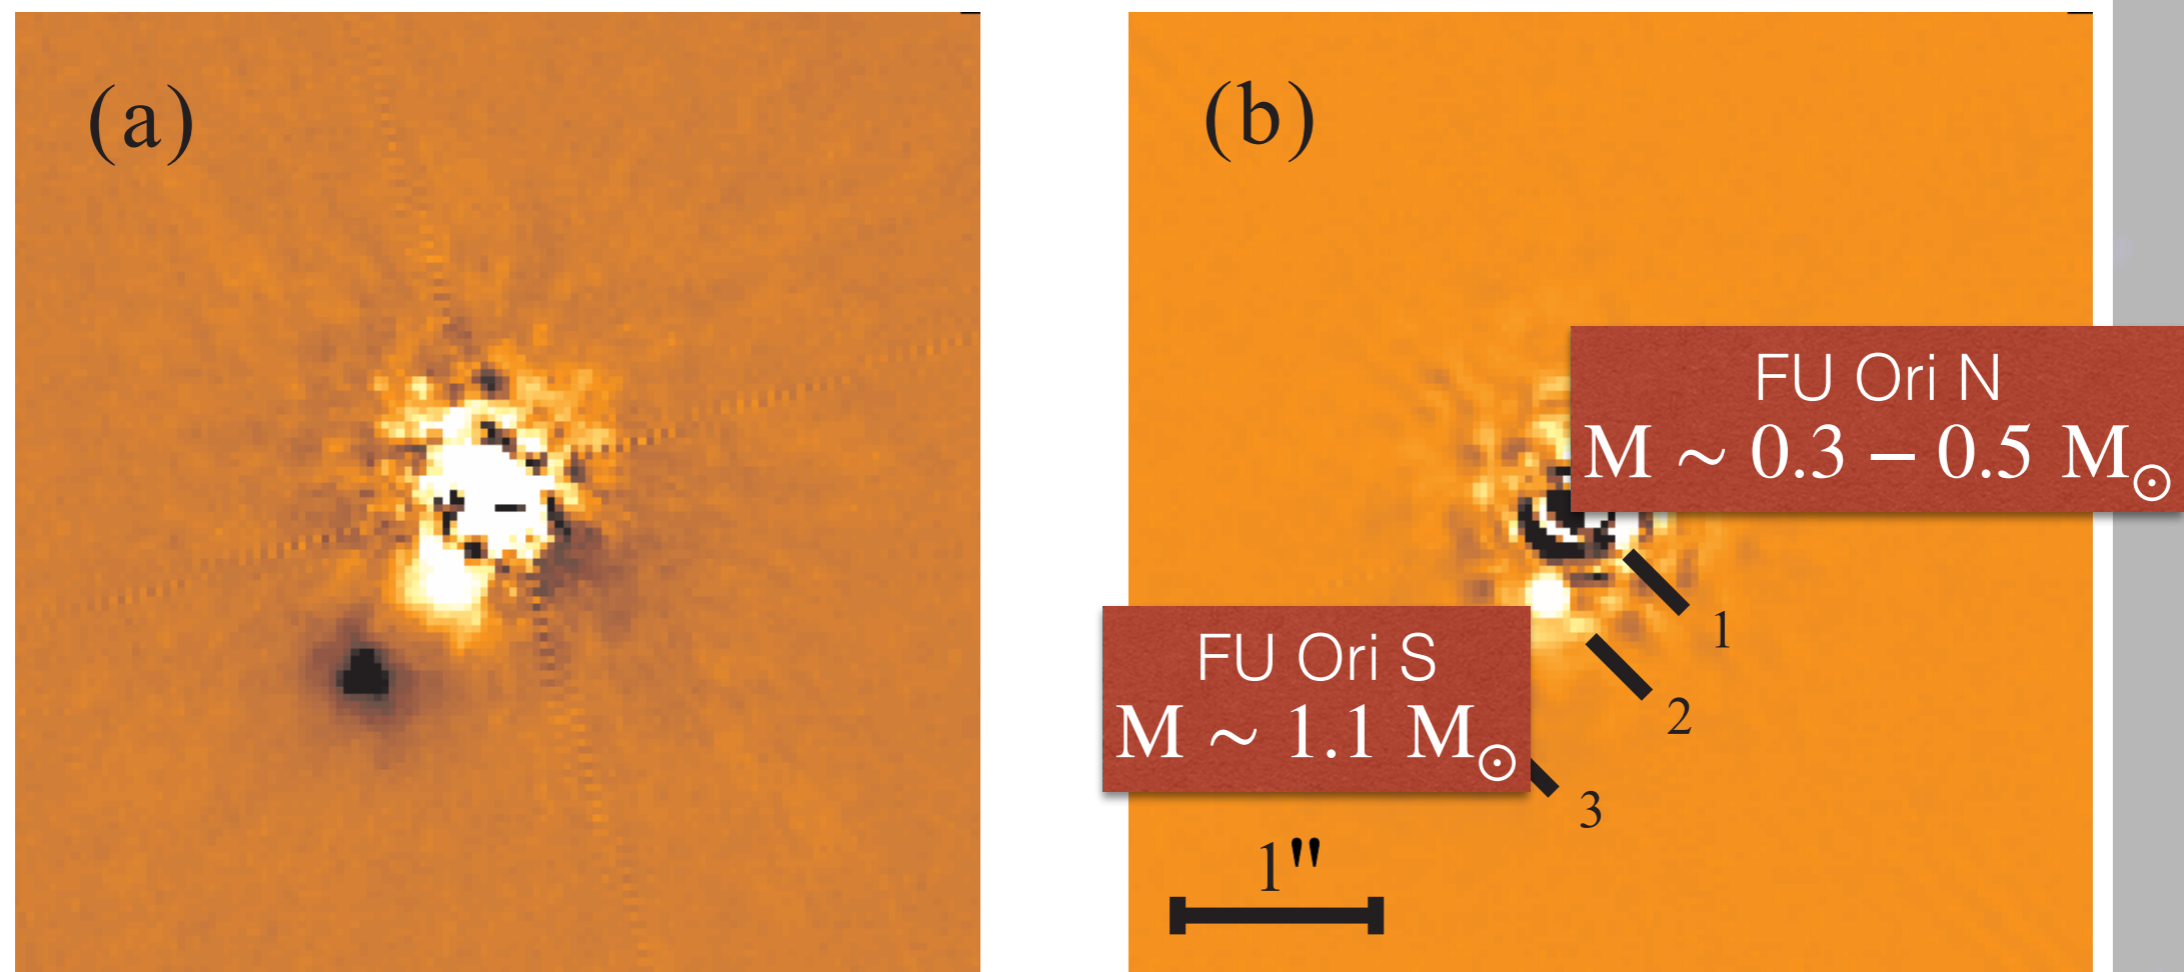 (a)
(b)
FU Ori N
M ~ 0.3 – 0.5 M☉
1
FU Ori S
M ~ 1.1 M☉
2
3
1"